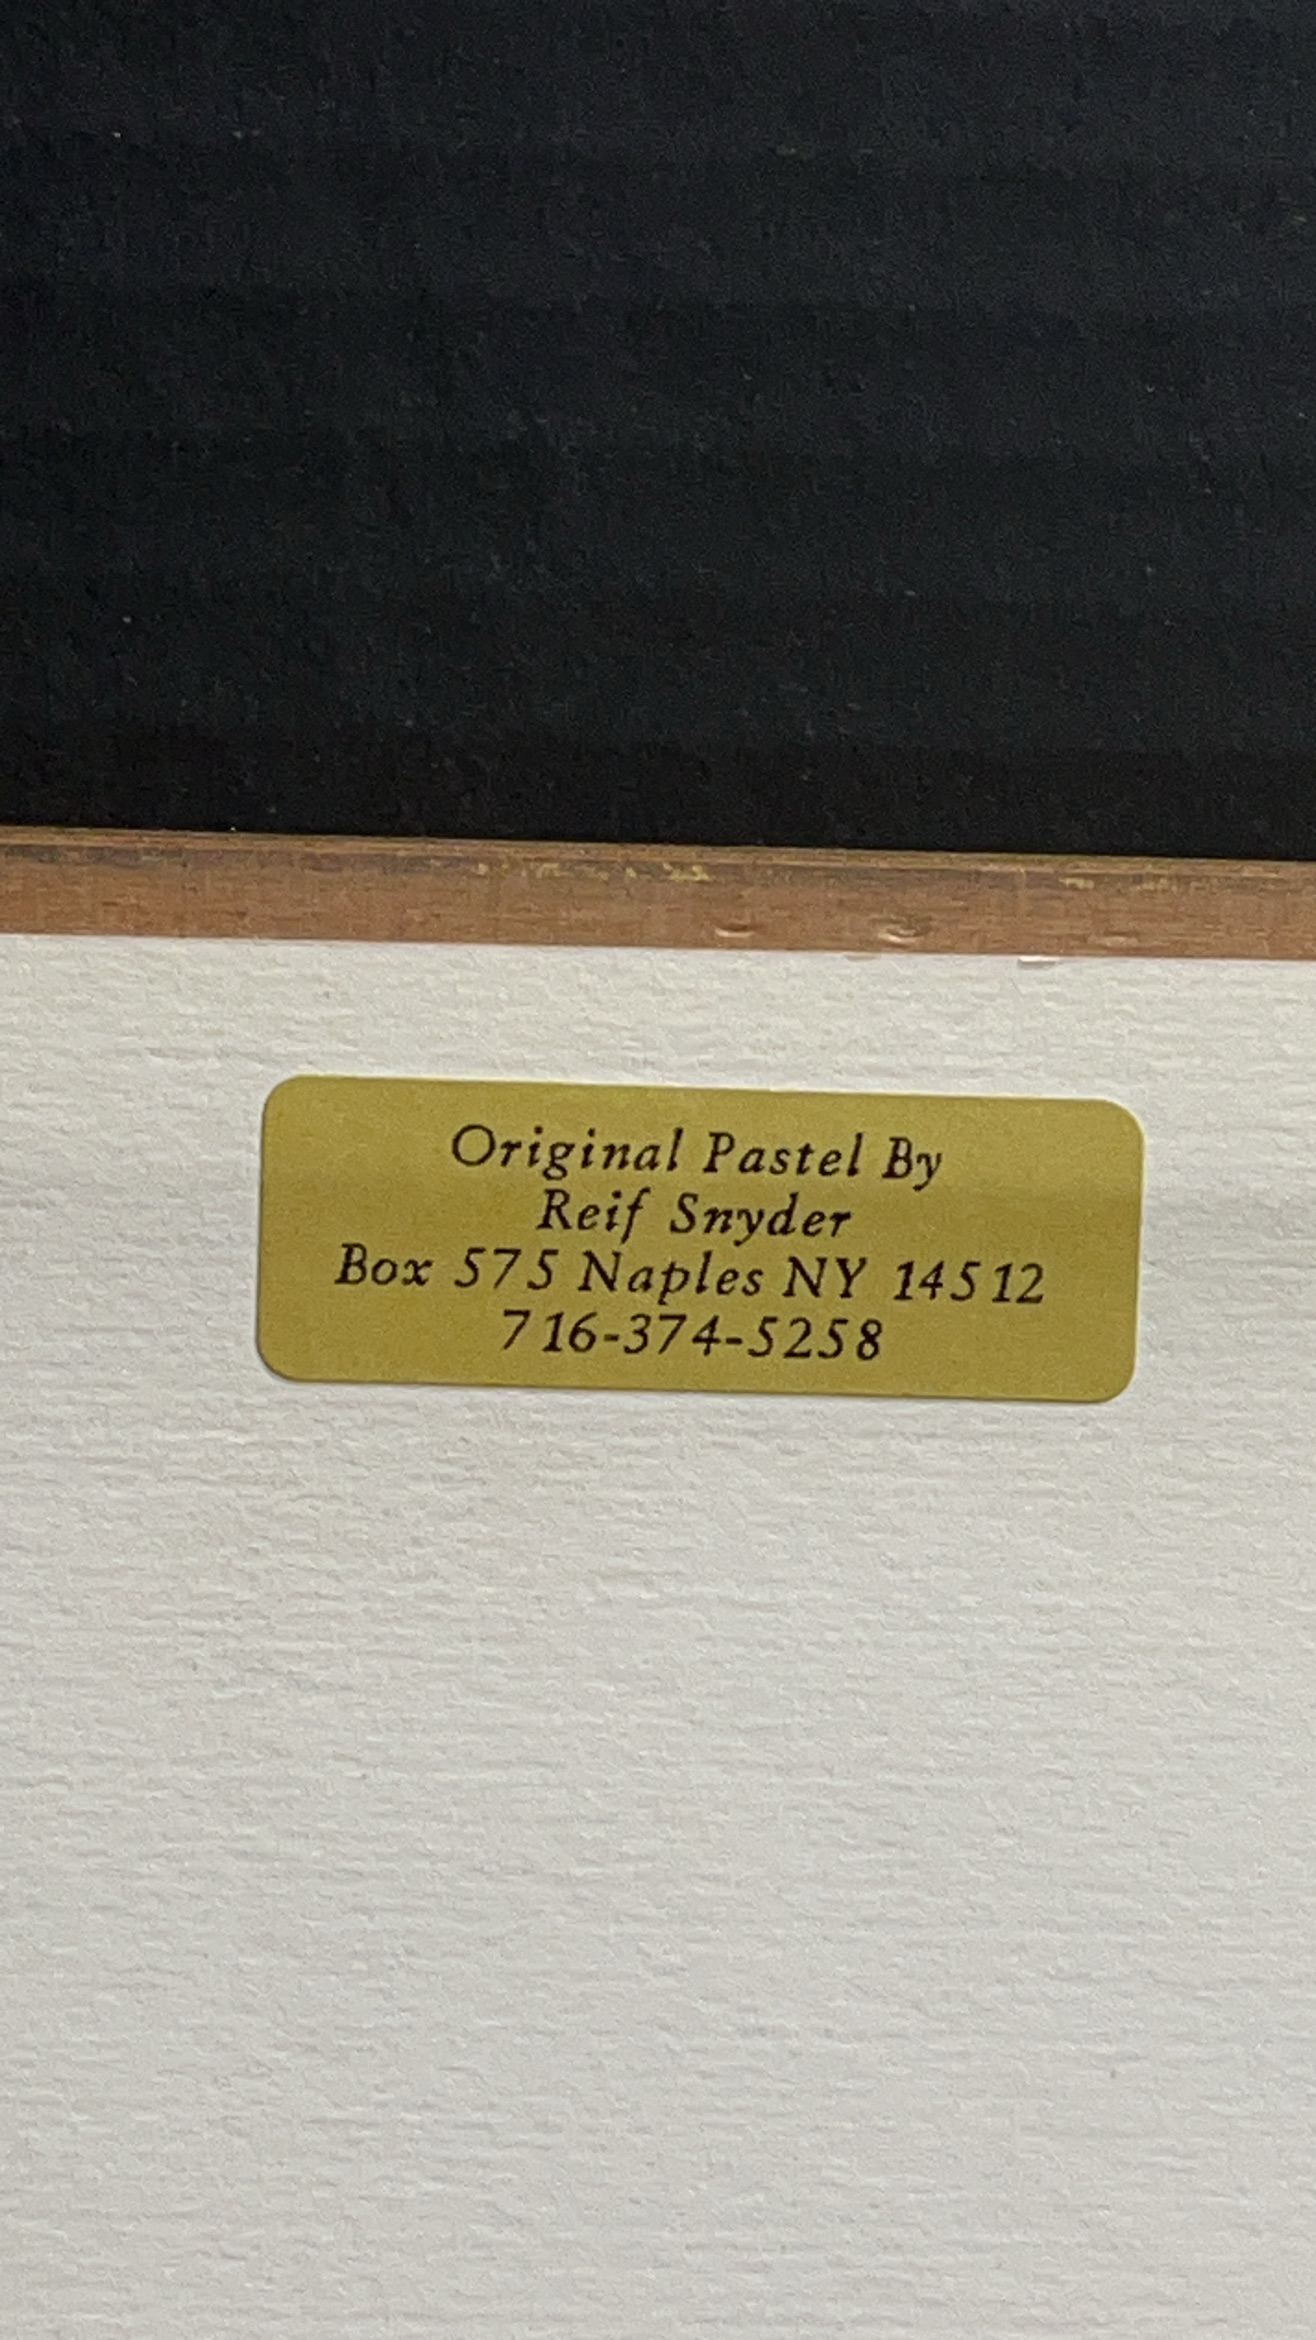 Original Pastel By
Reif Snyder
Box 575 Naples NY 14512
716-374-5258